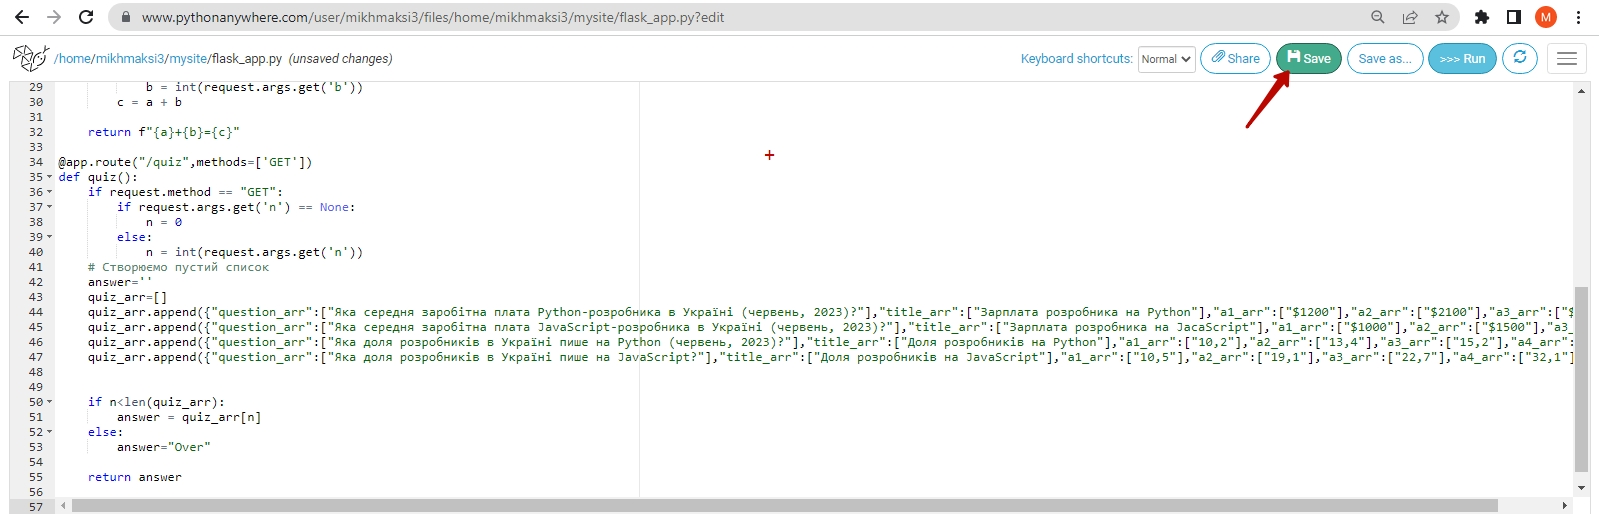 www.pythonanywhere.com/user/mikhmaksi3/files/home/mikhmaksi3/mysite/flask_app.py?edit
M
/home/mikhmaksi3/mysite/flask_app.py (unsaved changes)
Keyboard shortcuts: Normal Share Save Save as... >>> Run
29 b = int(request.args.get('b'))
30 c = a + b
31
32 return f"{a}+{b}={c}"
33
34 @app.route("/quiz",methods=['GET'])
35 def quiz():
36 if request.method == "GET":
37 if request.args.get('n') == None:
38 n = 0
39 else:
40 n = int(request.args.get('n'))
41 # Створюємо пустий список
42 answer=''
43 quiz_arr=[]
44 quiz_arr.append({"question_arr":["Яка середня заробітна плата Python-розробника в Україні (червень, 2023)?"],"title_arr":["Зарплата розробника на Python"],"a1_arr":["$1200"],"a2_arr":["$2100"],"a3_arr":["$
45 quiz_arr.append({"question_arr":["Яка середня заробітна плата JavaScript-розробника в Україні (червень, 2023)?"],"title_arr":["Зарплата розробника на JacaScript"],"a1_arr":["$1000"],"a2_arr":["$1500"],"a3_
46 quiz_arr.append({"question_arr":["Яка доля розробників в Україні пише на Python (червень, 2023)?"],"title_arr":["Доля розробників на Python"],"a1_arr":["10,2"],"a2_arr":["13,4"],"a3_arr":["15,2"],"a4_arr":
47 quiz_arr.append({"question_arr":["Яка доля розробників в Україні пише на JavaScript?"],"title_arr":["Доля розробників на JavaScript"],"a1_arr":["10,5"],"a2_arr":["19,1"],"a3_arr":["22,7"],"a4_arr":["32,1"]
48
49
50 if n<len(quiz_arr):
51 answer = quiz_arr[n]
52 else:
53 answer="Over"
54
55 return answer
56
57